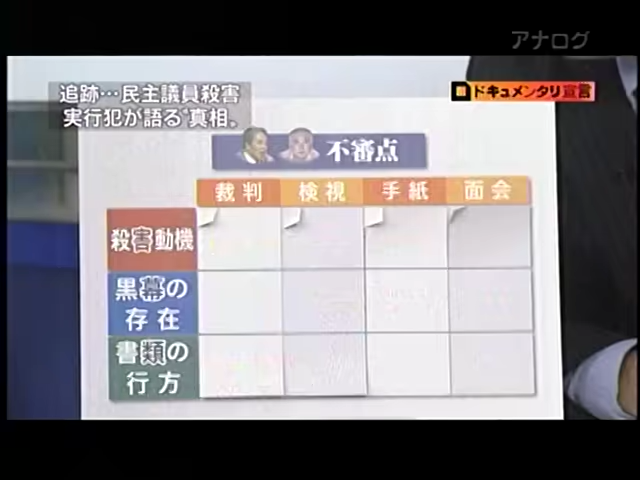 アナログ
追跡…民主議員殺害
実行犯が語る"真相"
ドキュメンタリ宣言
不審点
裁判 検視 手紙 面会
殺害動機
黒幕の
存在
書類の
行方